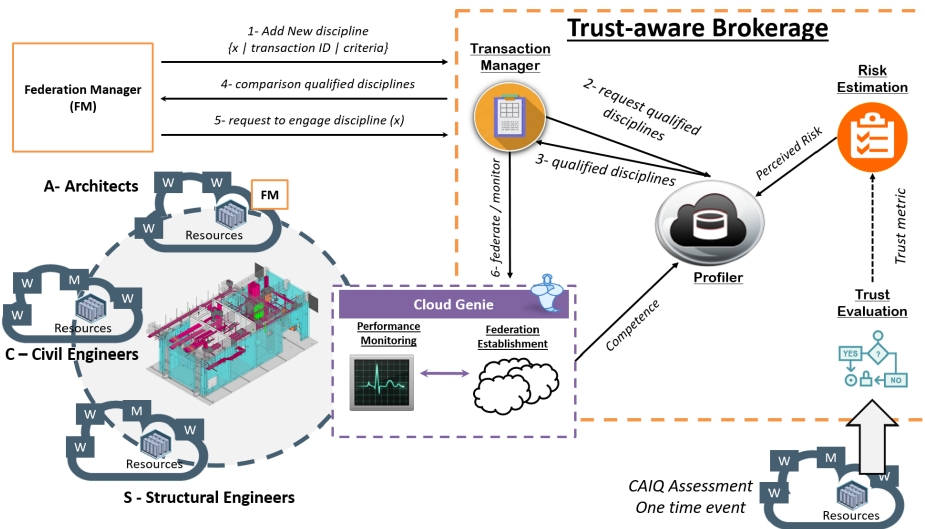 Trust-aware Brokerage
1- Add New discipline
{x | transaction ID | criteria}
Federation Manager
(FM)
4- comparison qualified disciplines
5- request to engage discipline (x)
Transaction
Manager
2- request qualified
disciplines
3- qualified disciplines
Risk
Estimation
Perceived Risk
Trust metric
Profiler
6- federate / monitor
Competence
Trust
Evaluation
YES
?
NO
A- Architects
W
W
W
FM
Resources
W
M
W
W
Resources
C – Civil Engineers
W
M
W
W
Resources
S - Structural Engineers
Cloud Genie
Performance
Monitoring
Federation
Establishment
CAIQ Assessment
One time event
W
M
W
W
Resources